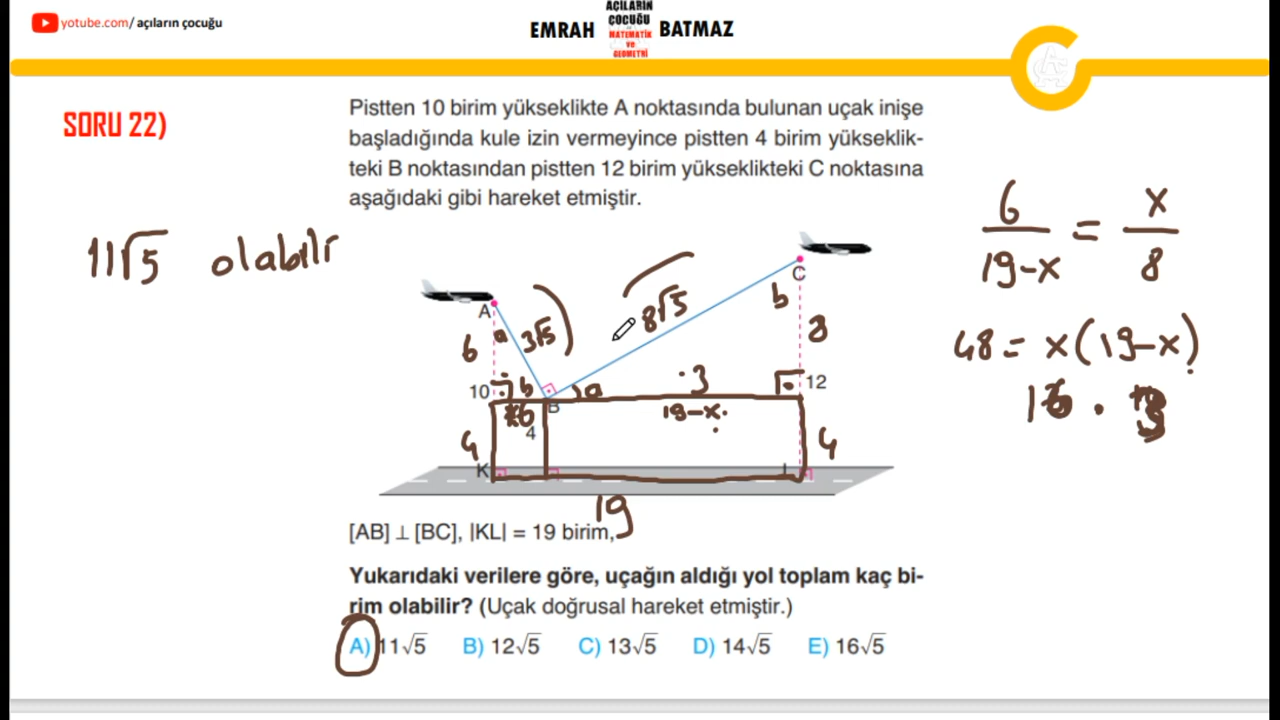 yotube.com/ açıların çocuğu
EMRAH
AÇILARIN
ÇOCUĞU
MATEMATİK
ve
GEOMETRİ
BATMAZ
SORU 22)
Pistten 10 birim yükseklikte A noktasında bulunan uçak inişe
başladığında kule izin vermeyince pistten 4 birim yükseklik-
teki B noktasından pistten 12 birim yükseklikteki C noktasına
aşağıdaki gibi hareket etmiştir.
11√5 olabilir
6/19-x = x/8
48 = x(19-x)
A
C
6
a
3√5
8√5
b
8
10
b
B
a
3
12
6
19-x
4
4
4
K
L
19
[AB] ⊥ [BC], |KL| = 19 birim,
Yukarıdaki verilere göre, uçağın aldığı yol toplam kaç bi-
rim olabilir? (Uçak doğrusal hareket etmiştir.)
A) 11√5 B) 12√5 C) 13√5 D) 14√5 E) 16√5